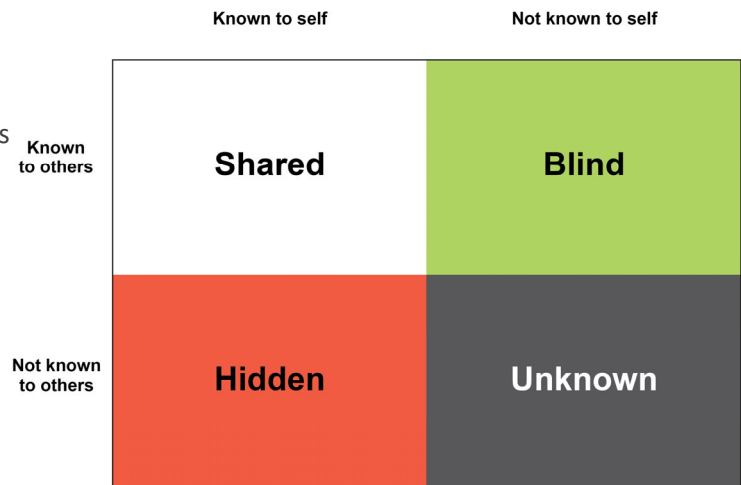 Known to self
Not known to self
s
Known
to others
Shared
Blind
Not known
to others
Hidden
Unknown